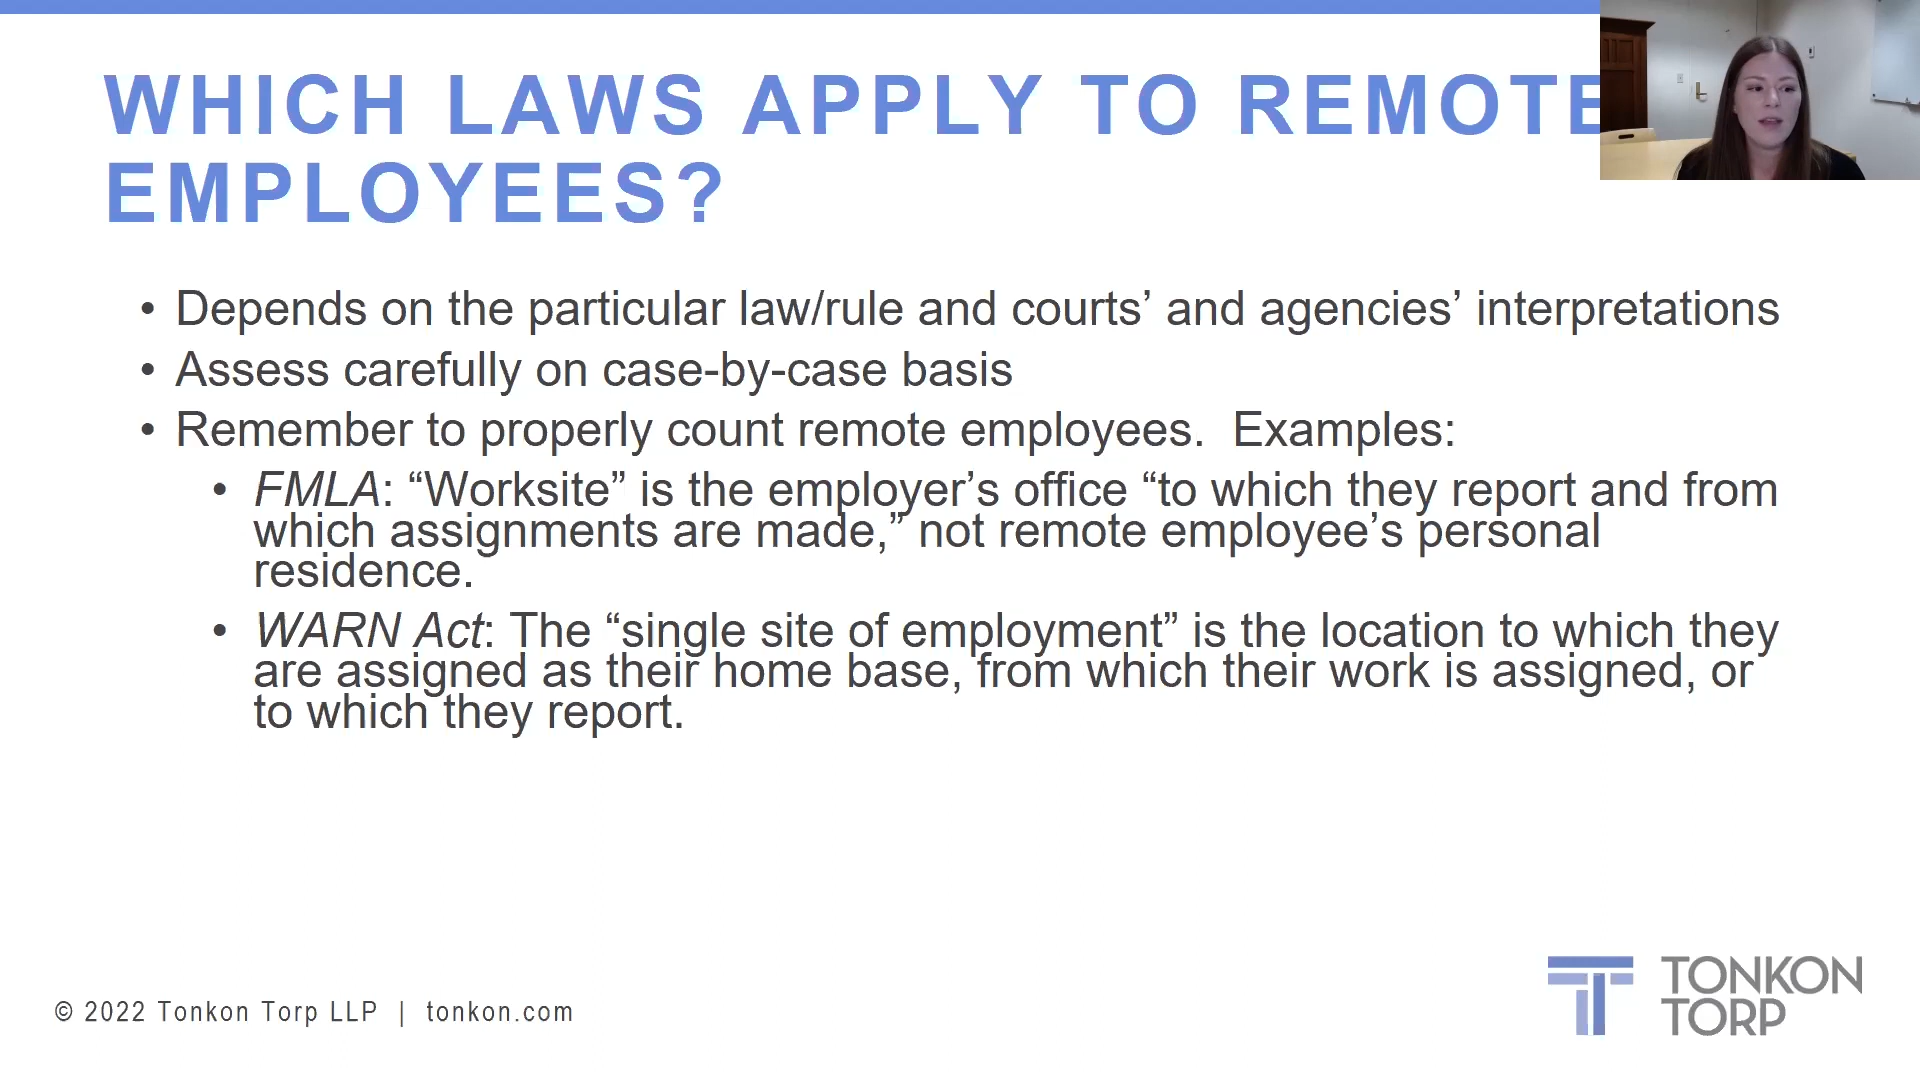 WHICH LAWS APPLY TO REMOTE
EMPLOYEES?
• Depends on the particular law/rule and courts’ and agencies’ interpretations
• Assess carefully on case-by-case basis
• Remember to properly count remote employees.  Examples:
• FMLA: “Worksite” is the employer’s office “to which they report and from
which assignments are made,” not remote employee’s personal
residence.
• WARN Act: The “single site of employment” is the location to which they
are assigned as their home base, from which their work is assigned, or
to which they report.
© 2022 Tonkon Torp LLP | tonkon.com
TONKON
TORP